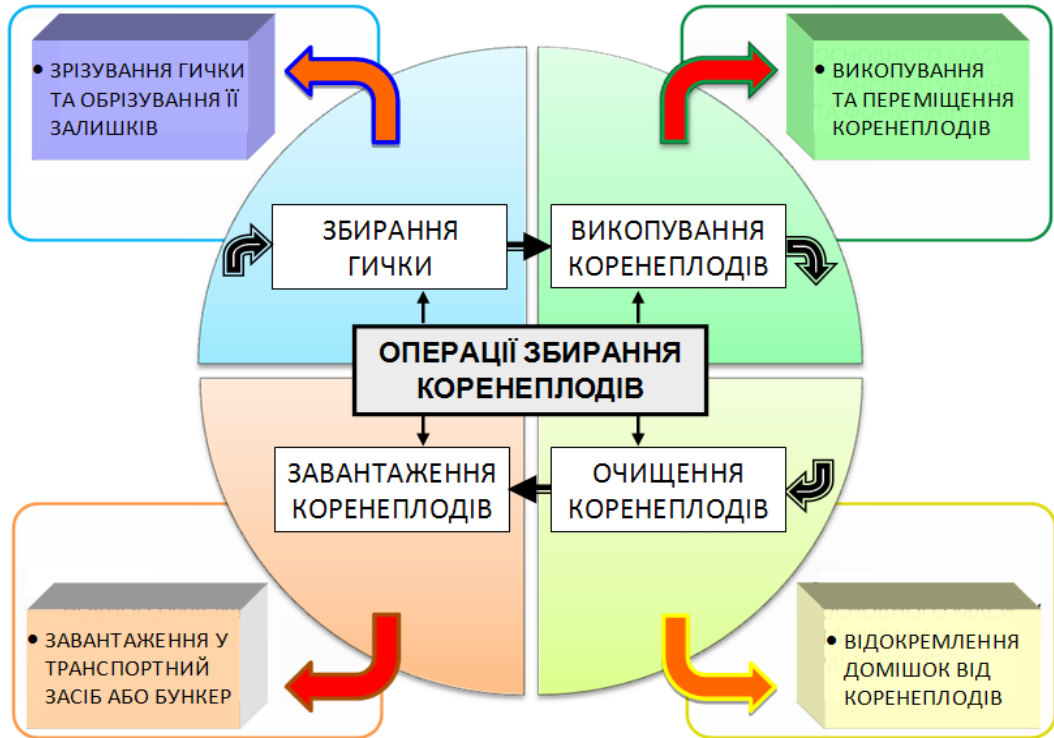 • ЗРІЗУВАННЯ ГИЧКИ
ТА ОБРІЗУВАННЯ ЇЇ
ЗАЛИШКІВ
• ВИКОПУВАННЯ
ТА ПЕРЕМІЩЕННЯ
КОРЕНЕПЛОДІВ
ЗБИРАННЯ
ГИЧКИ
ВИКОПУВАННЯ
КОРЕНЕПЛОДІВ
ОПЕРАЦІЇ ЗБИРАННЯ
КОРЕНЕПЛОДІВ
ЗАВАНТАЖЕННЯ
КОРЕНЕПЛОДІВ
ОЧИЩЕННЯ
КОРЕНЕПЛОДІВ
• ЗАВАНТАЖЕННЯ У
ТРАНСПОРТНИЙ
ЗАСІБ АБО БУНКЕР
• ВІДОКРЕМЛЕННЯ
ДОМІШОК ВІД
КОРЕНЕПЛОДІВ